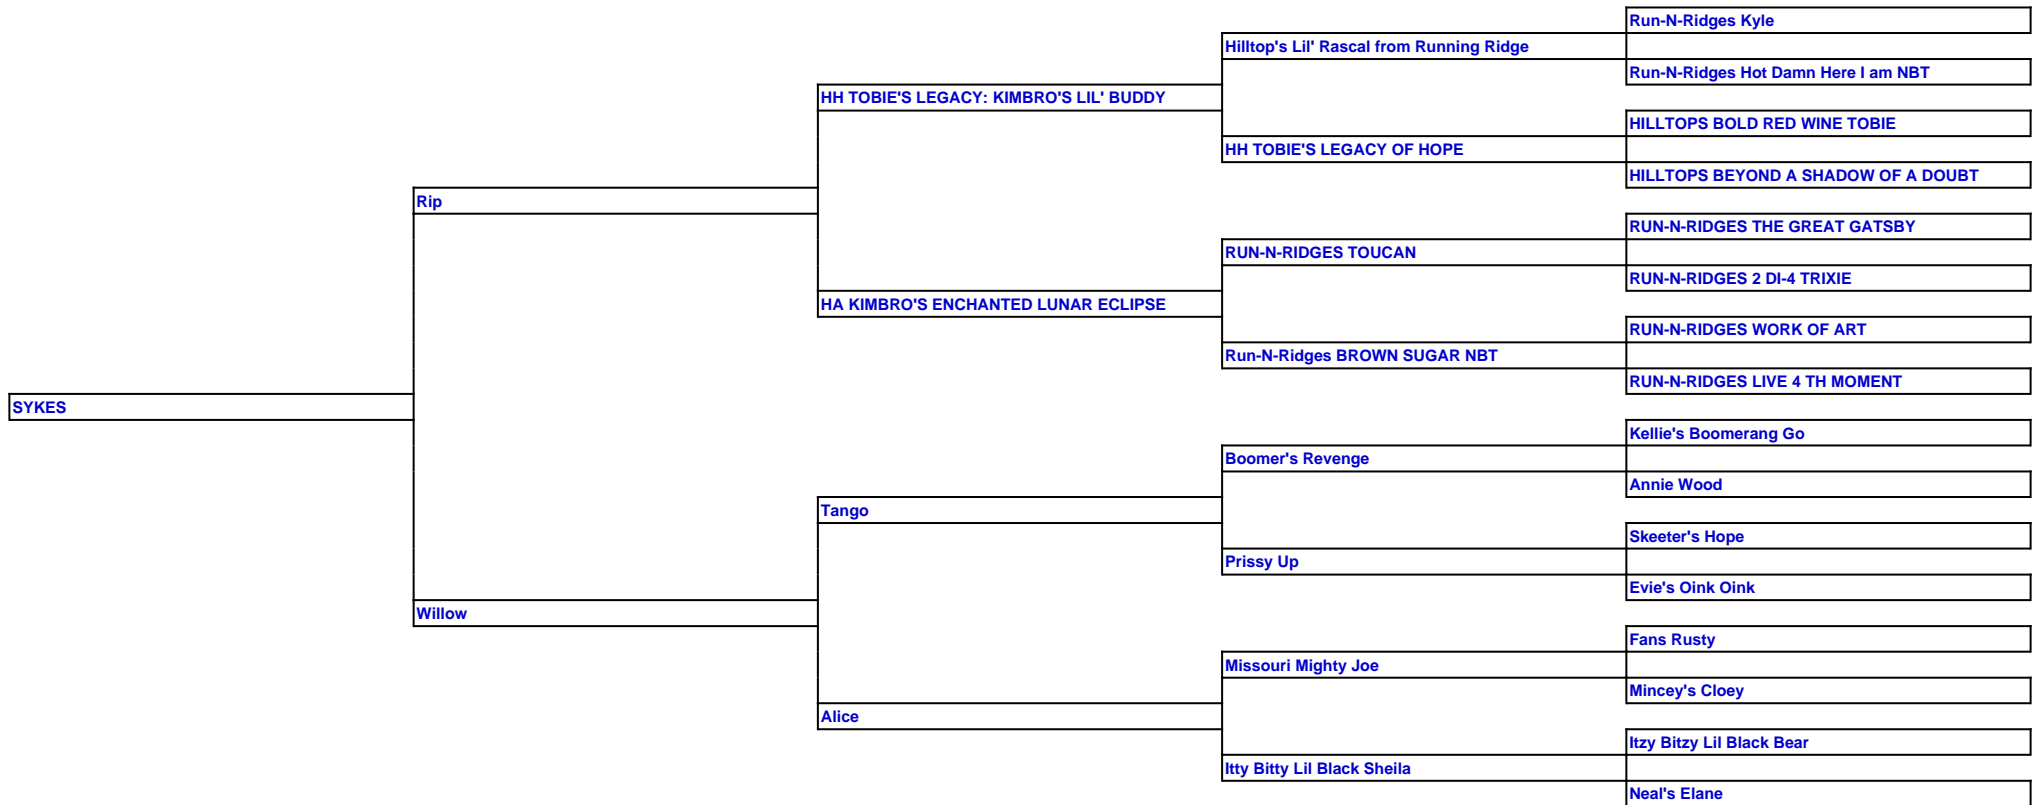 Run-N-Ridges Kyle
Hilltop's Lil' Rascal from Running Ridge
Run-N-Ridges Hot Damn Here I am NBT
HH TOBIE'S LEGACY: KIMBRO'S LIL' BUDDY
HILLTOPS BOLD RED WINE TOBIE
HH TOBIE'S LEGACY OF HOPE
HILLTOPS BEYOND A SHADOW OF A DOUBT
Rip
RUN-N-RIDGES THE GREAT GATSBY
RUN-N-RIDGES TOUCAN
RUN-N-RIDGES 2 DI-4 TRIXIE
HA KIMBRO'S ENCHANTED LUNAR ECLIPSE
RUN-N-RIDGES WORK OF ART
Run-N-Ridges BROWN SUGAR NBT
RUN-N-RIDGES LIVE 4 TH MOMENT
SYKES
Kellie's Boomerang Go
Boomer's Revenge
Annie Wood
Tango
Skeeter's Hope
Prissy Up
Evie's Oink Oink
Willow
Fans Rusty
Missouri Mighty Joe
Mincey's Cloey
Alice
Itzy Bitzy Lil Black Bear
Itty Bitty Lil Black Sheila
Neal's Elane